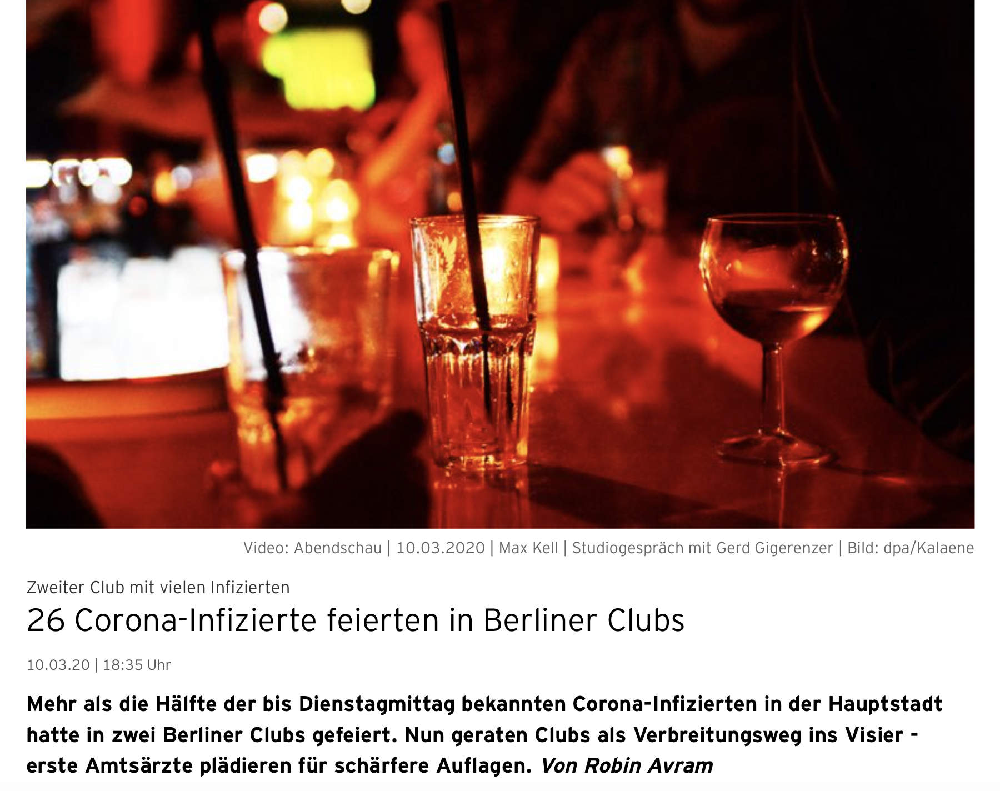 Video: Abendschau | 10.03.2020 | Max Kell | Studiogespräch mit Gerd Gigerenzer | Bild: dpa/Kalaene
Zweiter Club mit vielen Infizierten
26 Corona-Infizierte feierten in Berliner Clubs
10.03.20 | 18:35 Uhr
Mehr als die Hälfte der bis Dienstagmittag bekannten Corona-Infizierten in der Hauptstadt
hatte in zwei Berliner Clubs gefeiert. Nun geraten Clubs als Verbreitungsweg ins Visier -
erste Amtsärzte plädieren für schärfere Auflagen. Von Robin Avram